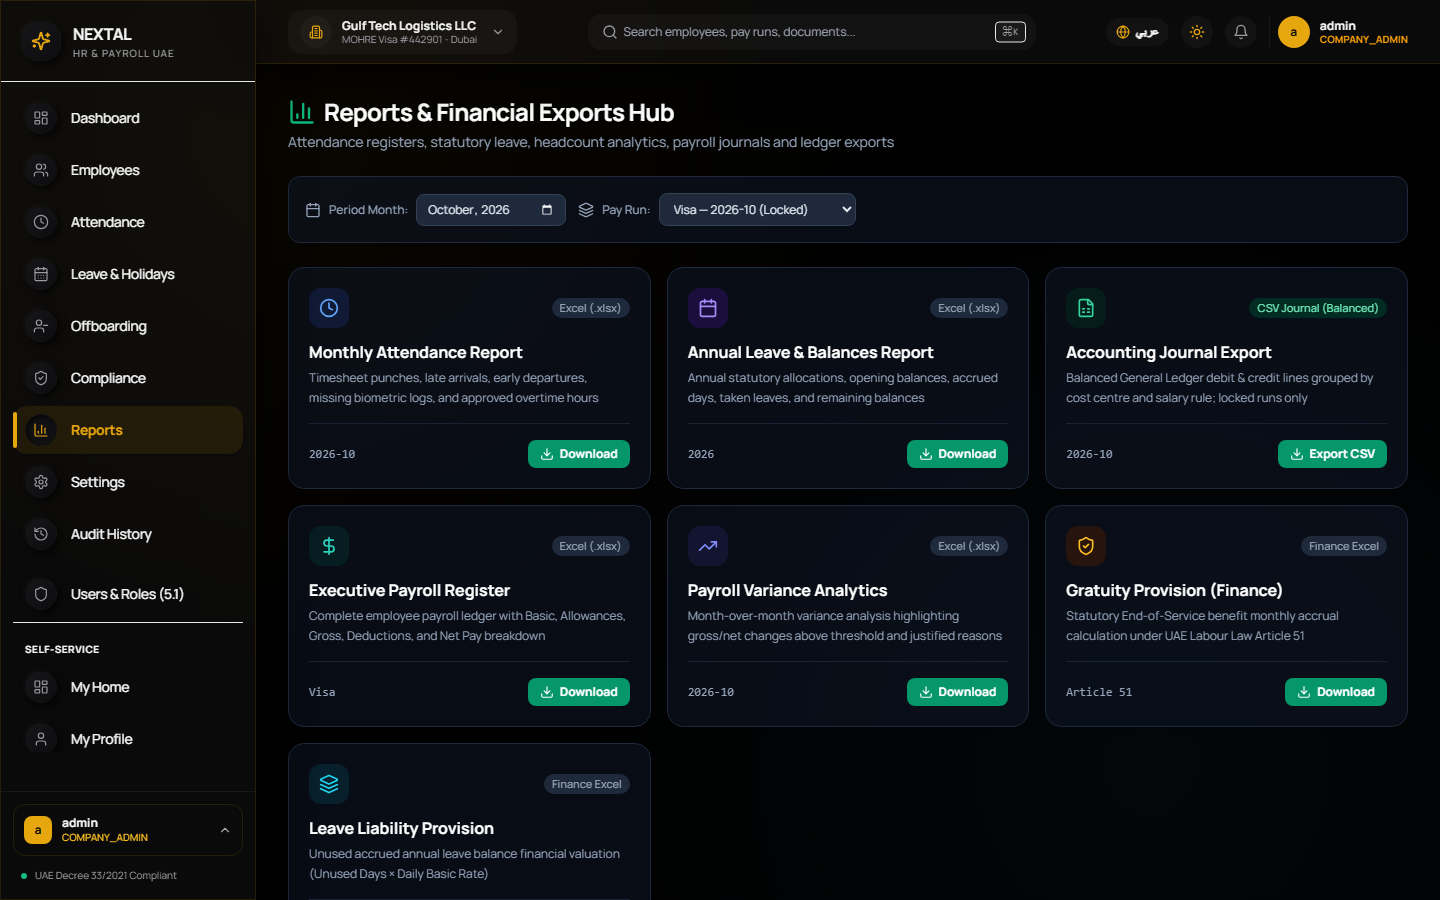 NEXTAL
HR & PAYROLL UAE
Dashboard
Employees
Attendance
Leave & Holidays
Offboarding
Compliance
Reports
Settings
Audit History
Users & Roles (5.1)
SELF-SERVICE
My Home
My Profile
a
admin
COMPANY_ADMIN
UAE Decree 33/2021 Compliant
Gulf Tech Logistics LLC
MOHRE Visa #442901 - Dubai
Search employees, pay runs, documents...
⌘K
عربي
a
admin
COMPANY_ADMIN
Reports & Financial Exports Hub
Attendance registers, statutory leave, headcount analytics, payroll journals and ledger exports
Period Month:
October, 2026
Pay Run:
Visa — 2026-10 (Locked)
Excel (.xlsx)
Monthly Attendance Report
Timesheet punches, late arrivals, early departures,
missing biometric logs, and approved overtime hours
2026-10
Download
Excel (.xlsx)
Annual Leave & Balances Report
Annual statutory allocations, opening balances, accrued
days, taken leaves, and remaining balances
2026
Download
CSV Journal (Balanced)
Accounting Journal Export
Balanced General Ledger debit & credit lines grouped by
cost centre and salary rule; locked runs only
2026-10
Export CSV
Excel (.xlsx)
Executive Payroll Register
Complete employee payroll ledger with Basic, Allowances,
Gross, Deductions, and Net Pay breakdown
Visa
Download
Excel (.xlsx)
Payroll Variance Analytics
Month-over-month variance analysis highlighting
gross/net changes above threshold and justified reasons
2026-10
Download
Finance Excel
Gratuity Provision (Finance)
Statutory End-of-Service benefit monthly accrual
calculation under UAE Labour Law Article 51
Article 51
Download
Finance Excel
Leave Liability Provision
Unused accrued annual leave balance financial valuation
(Unused Days × Daily Basic Rate)